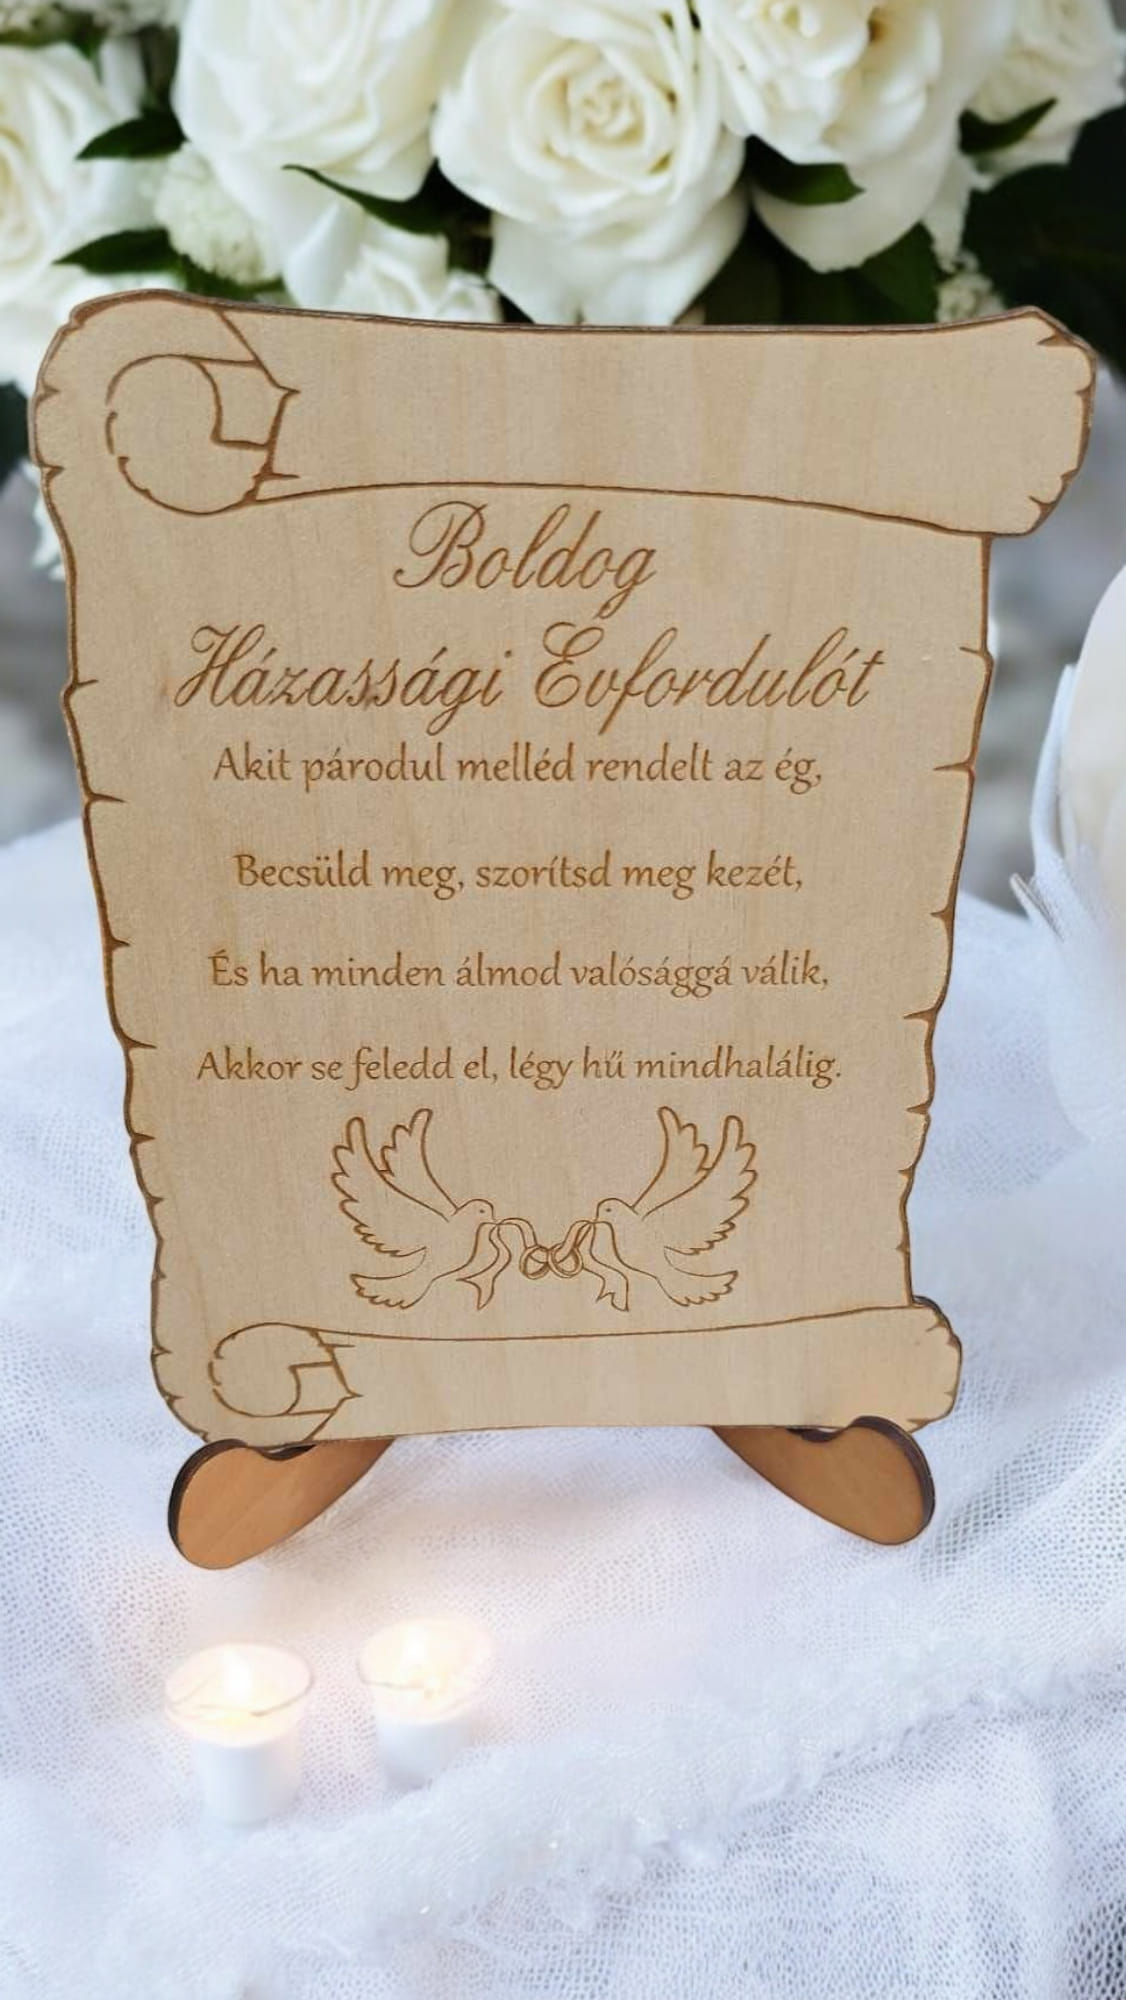 Boldog
Házassági Évfordulót
Akit párodul melléd rendelt az ég,
Becsüld meg, szorítsd meg kezét,
És ha minden álmod valósággá válik,
Akkor se feledd el, légy hű mindhalálig.